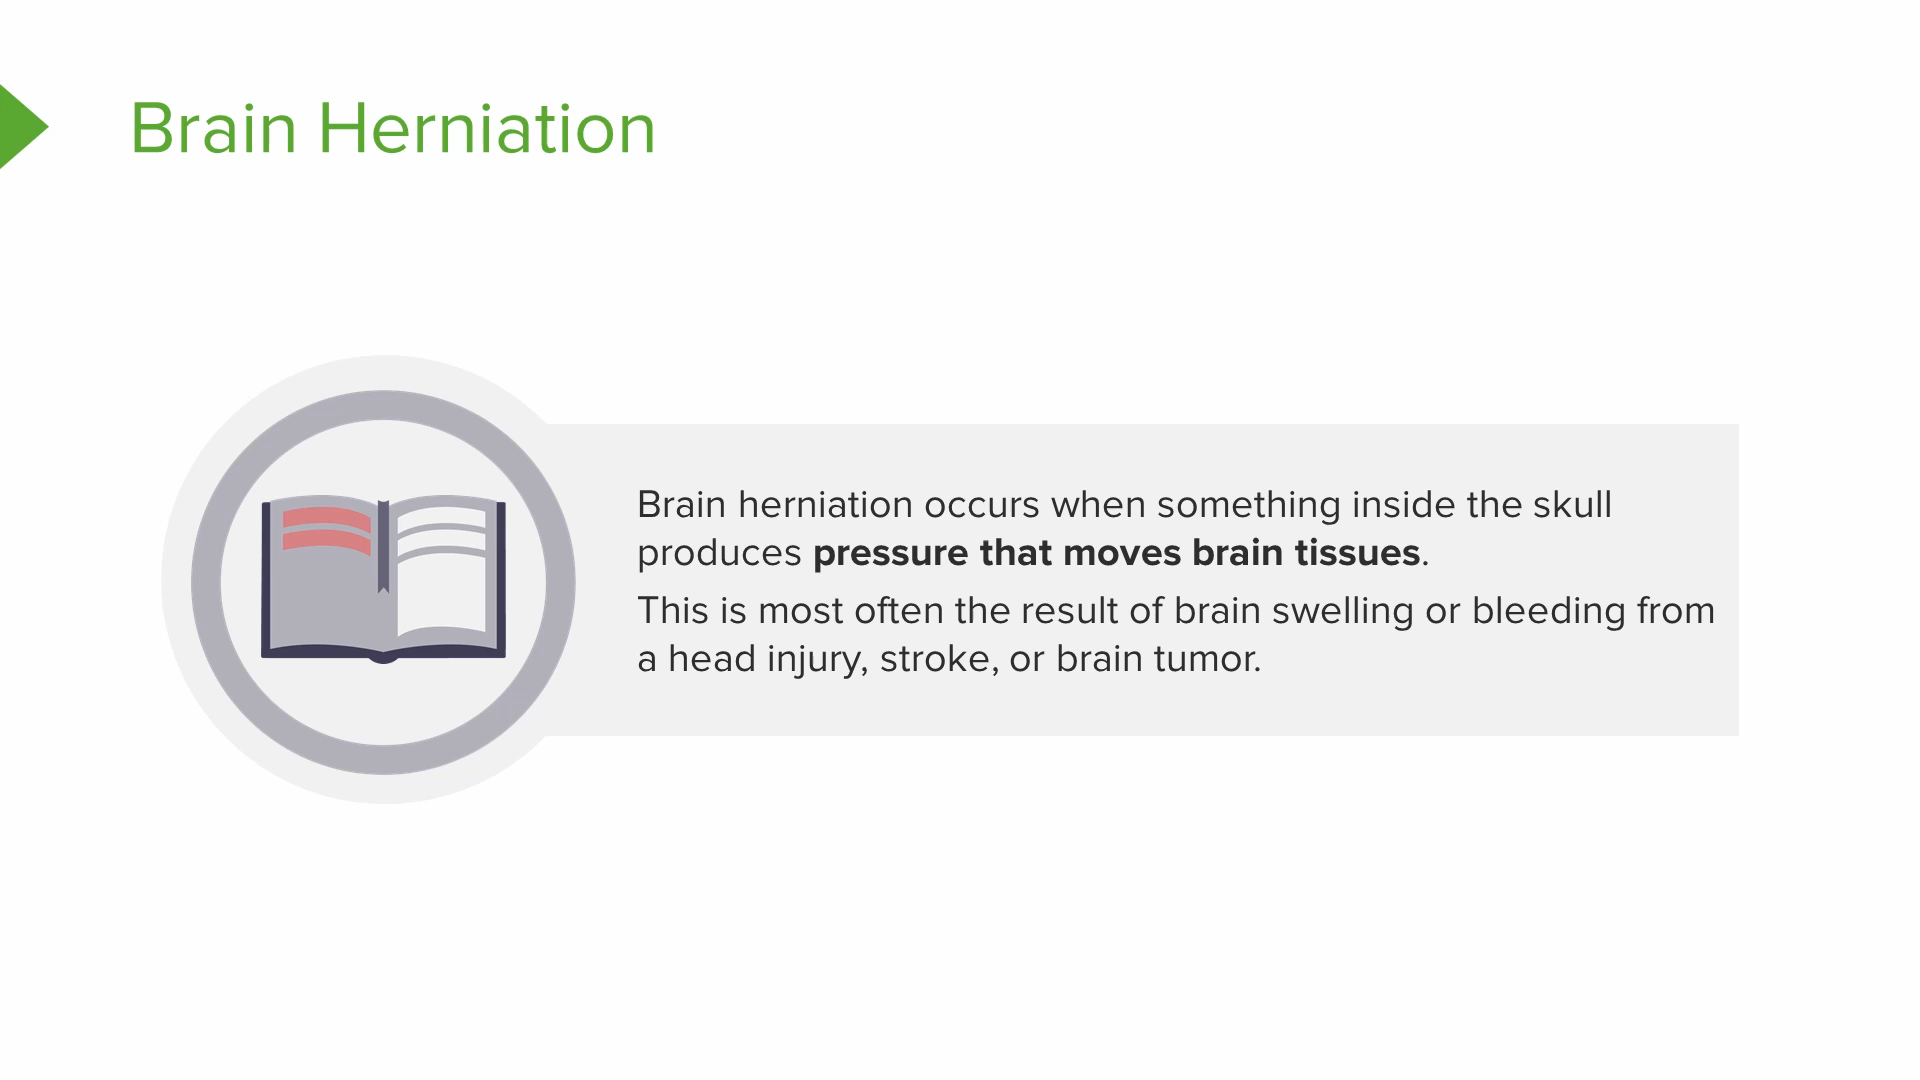 Brain Herniation
Brain herniation occurs when something inside the skull
produces pressure that moves brain tissues.
This is most often the result of brain swelling or bleeding from
a head injury, stroke, or brain tumor.